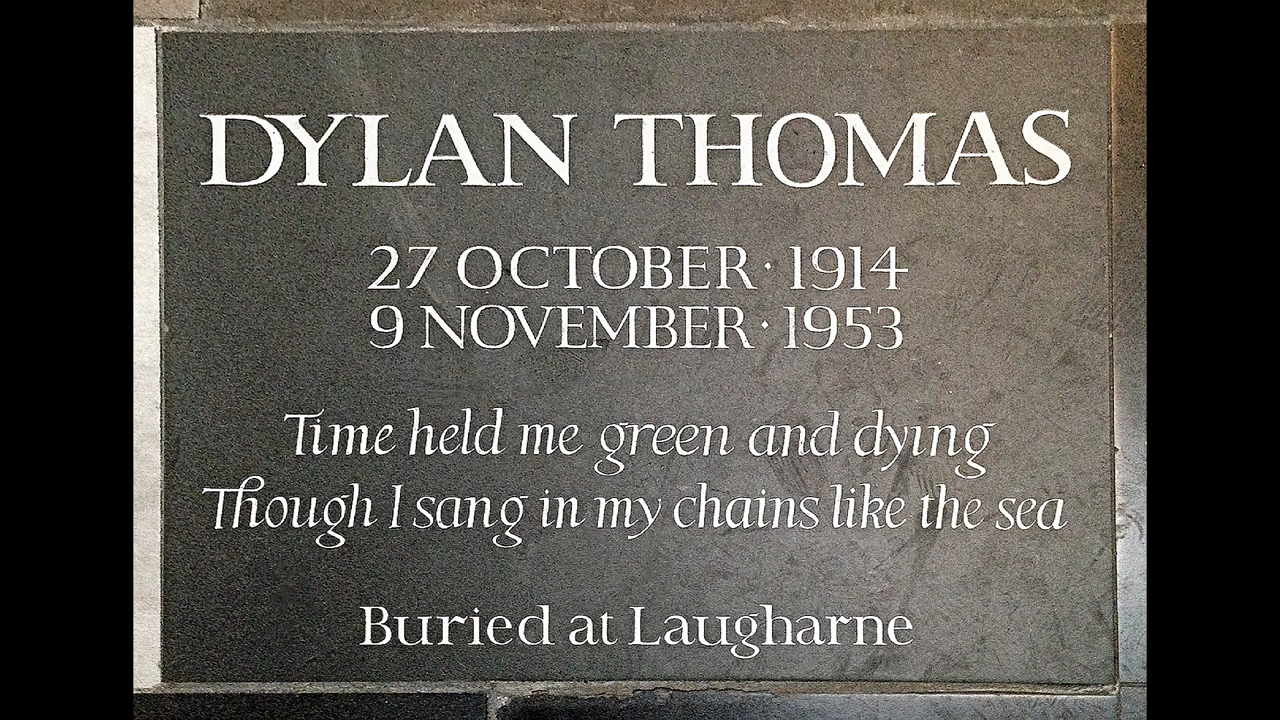 DYLAN THOMAS
27 OCTOBER · 1914
9 NOVEMBER · 1953
Time held me green and dying
Though I sang in my chains like the sea
Buried at Laugharne